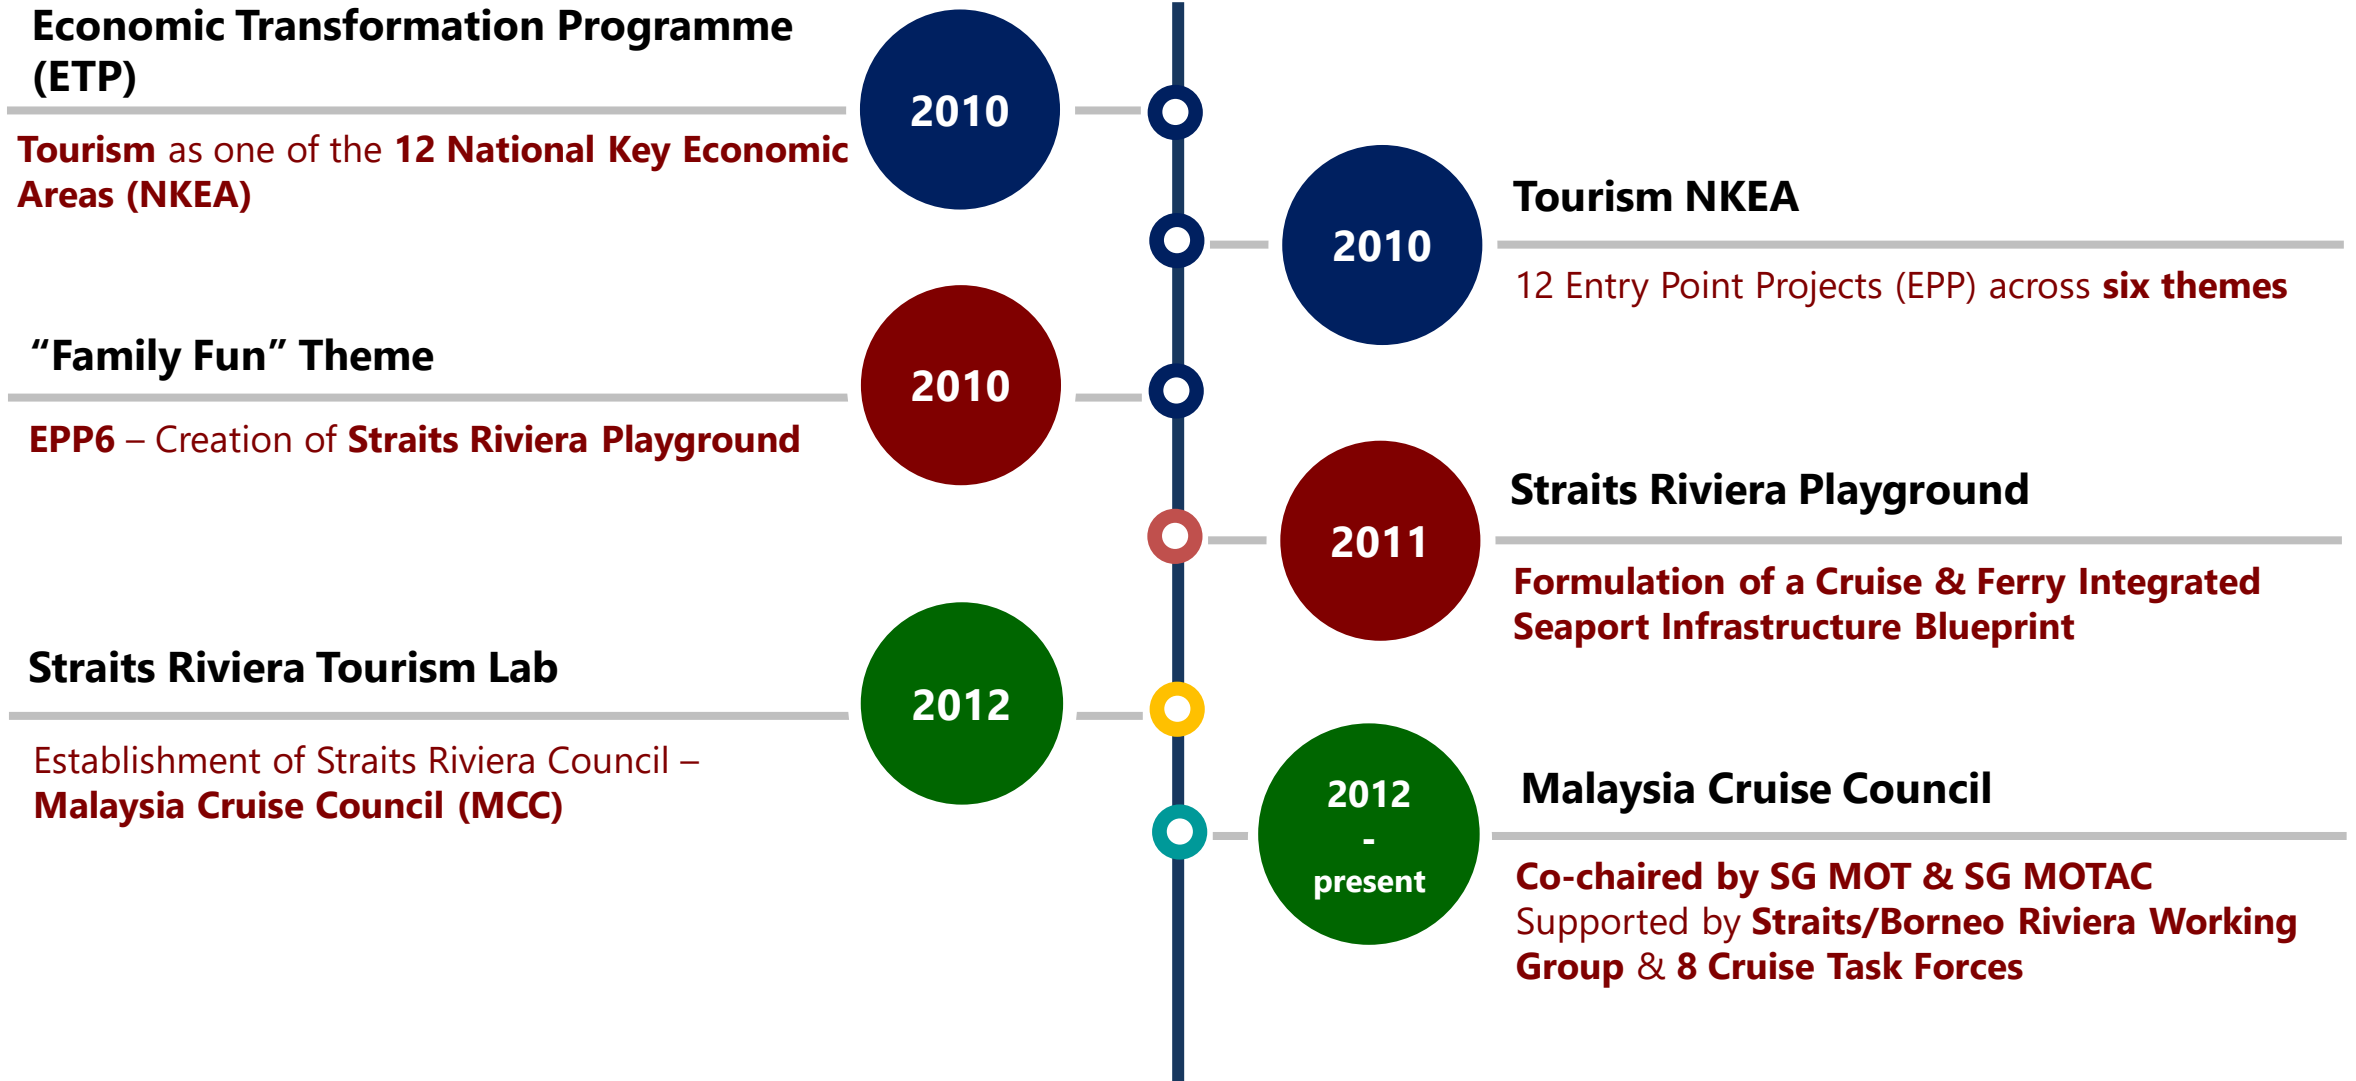 Economic Transformation Programme
(ETP)
2010
Tourism as one of the 12 National Key Economic
Areas (NKEA)
Tourism NKEA
2010
12 Entry Point Projects (EPP) across six themes
“Family Fun” Theme
2010
EPP6 – Creation of Straits Riviera Playground
Straits Riviera Playground
2011
Formulation of a Cruise & Ferry Integrated
Seaport Infrastructure Blueprint
Straits Riviera Tourism Lab
2012
Establishment of Straits Riviera Council –
Malaysia Cruise Council (MCC)
2012
-
present
Malaysia Cruise Council
Co-chaired by SG MOT & SG MOTAC
Supported by Straits/Borneo Riviera Working
Group & 8 Cruise Task Forces